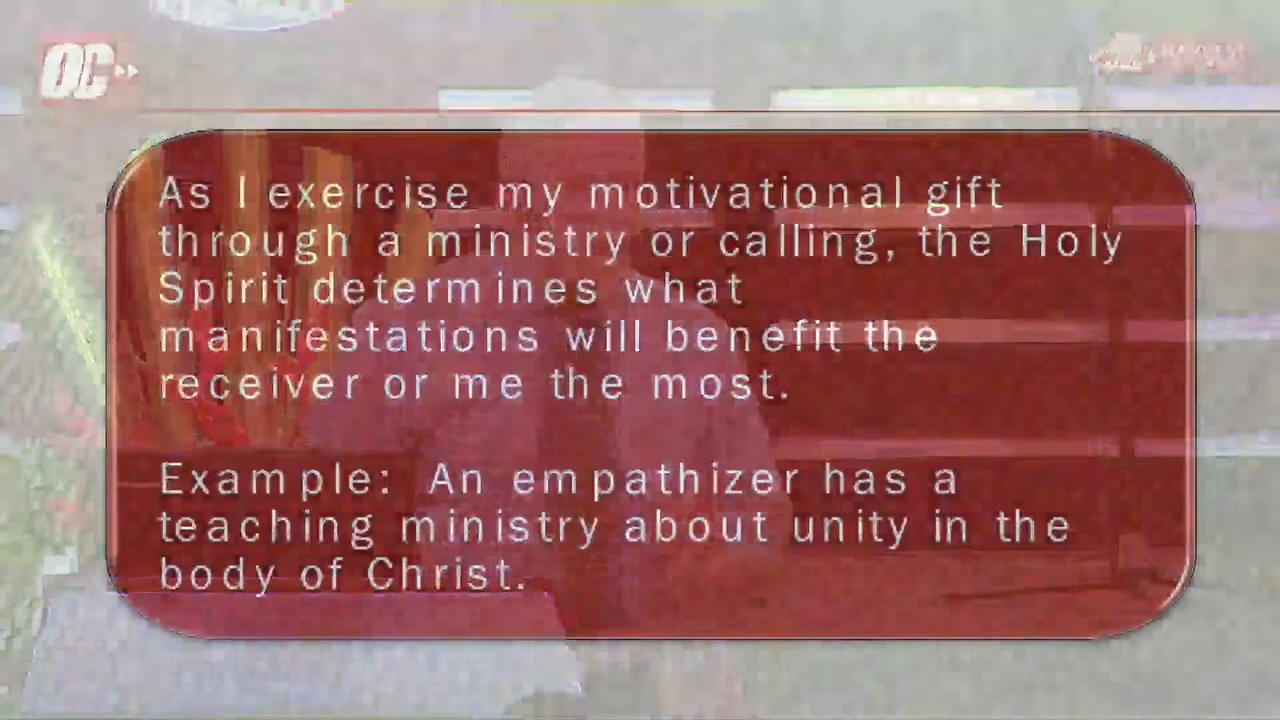 OC
As I exercise my motivational gift
through a ministry or calling, the Holy
Spirit determines what
manifestations will benefit the
receiver or me the most.
Example: An empathizer has a
teaching ministry about unity in the
body of Christ.